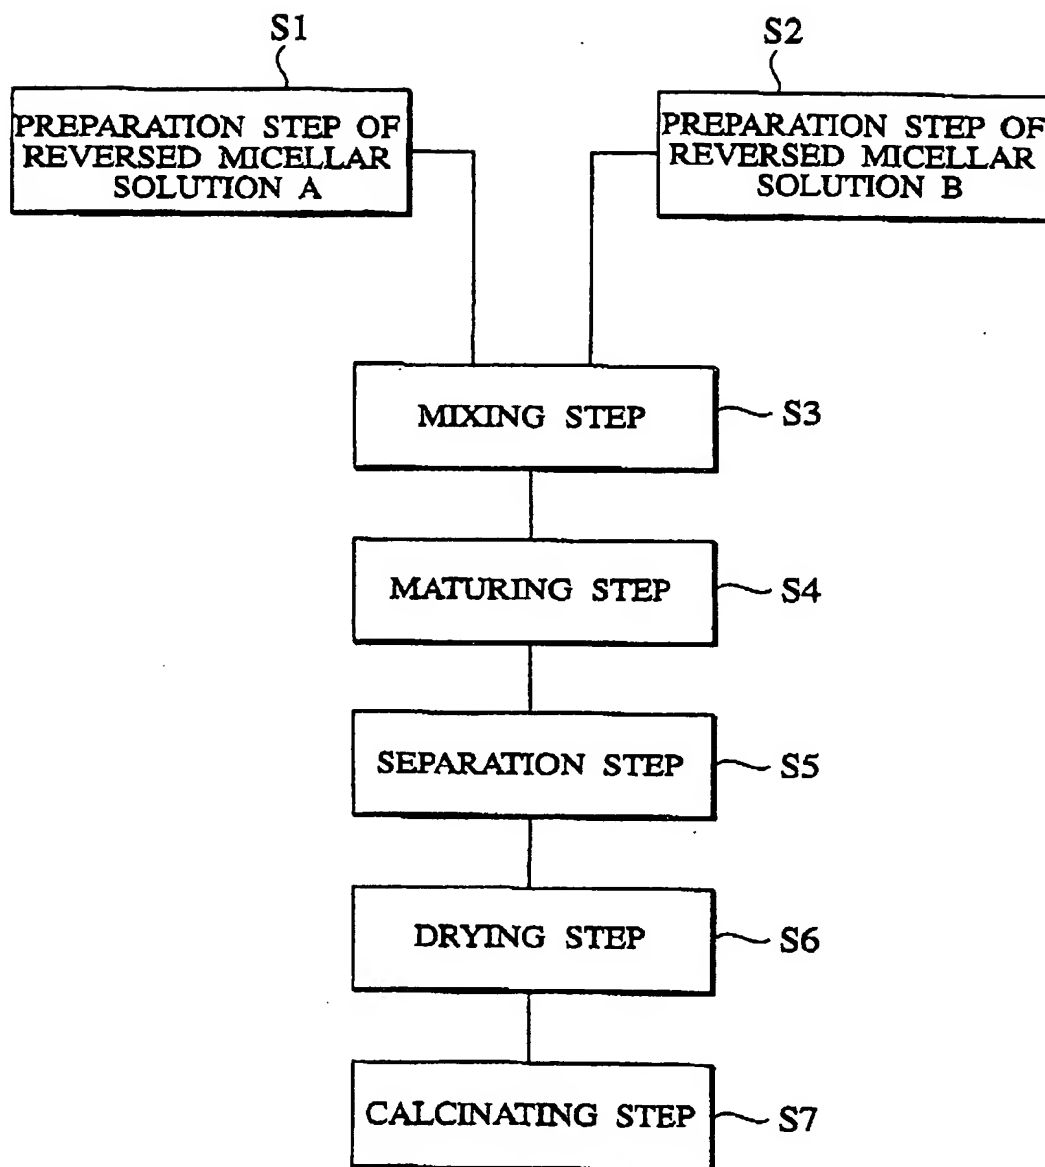 S1
S2
PREPARATION STEP OF
REVERSED MICELLAR
SOLUTION A
PREPARATION STEP OF
REVERSED MICELLAR
SOLUTION B
MIXING STEP
S3
MATURING STEP
S4
SEPARATION STEP
S5
DRYING STEP
S6
CALCINATING STEP
S7